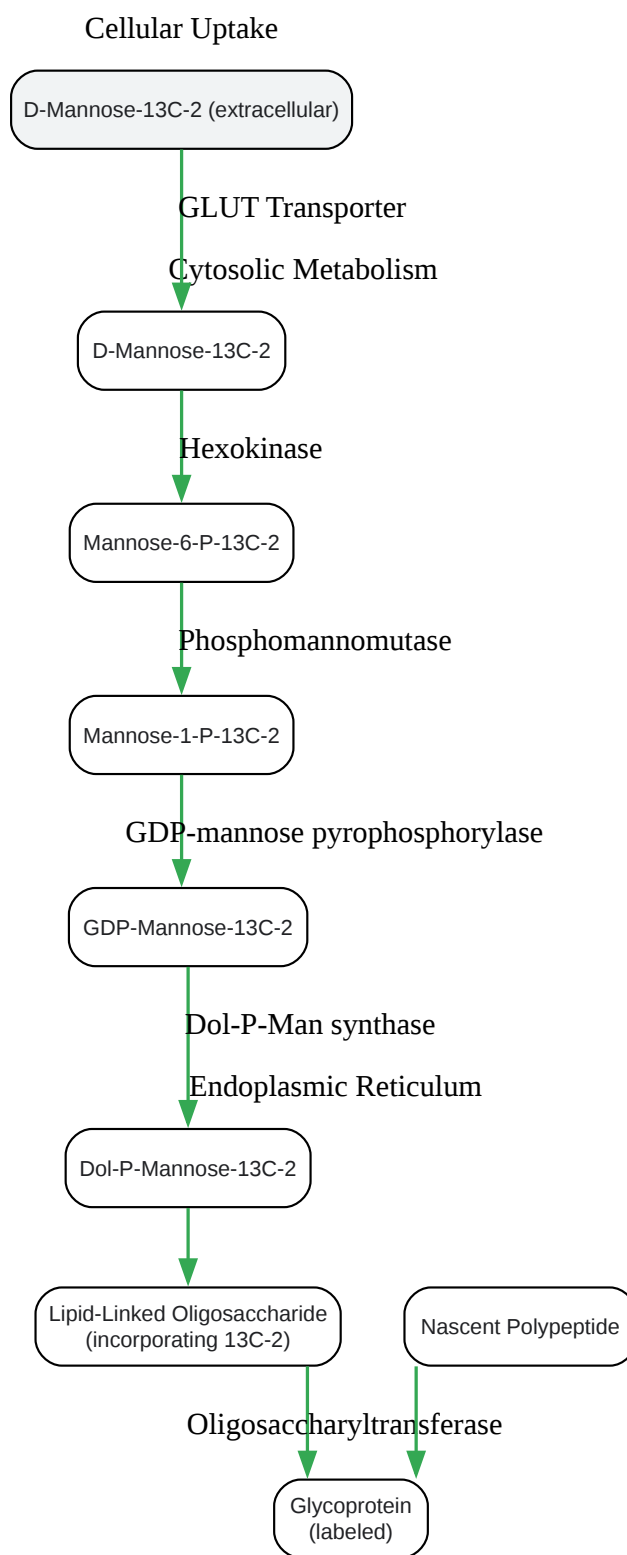 Cellular Uptake
D-Mannose-13C-2 (extracellular)
GLUT Transporter
Cytosolic Metabolism
D-Mannose-13C-2
Hexokinase
Mannose-6-P-13C-2
Phosphomannomutase
Mannose-1-P-13C-2
GDP-mannose pyrophosphorylase
GDP-Mannose-13C-2
Dol-P-Man synthase
Endoplasmic Reticulum
Dol-P-Mannose-13C-2
Lipid-Linked Oligosaccharide
(incorporating 13C-2)
Nascent Polypeptide
Oligosaccharyltransferase
Glycoprotein
(labeled)